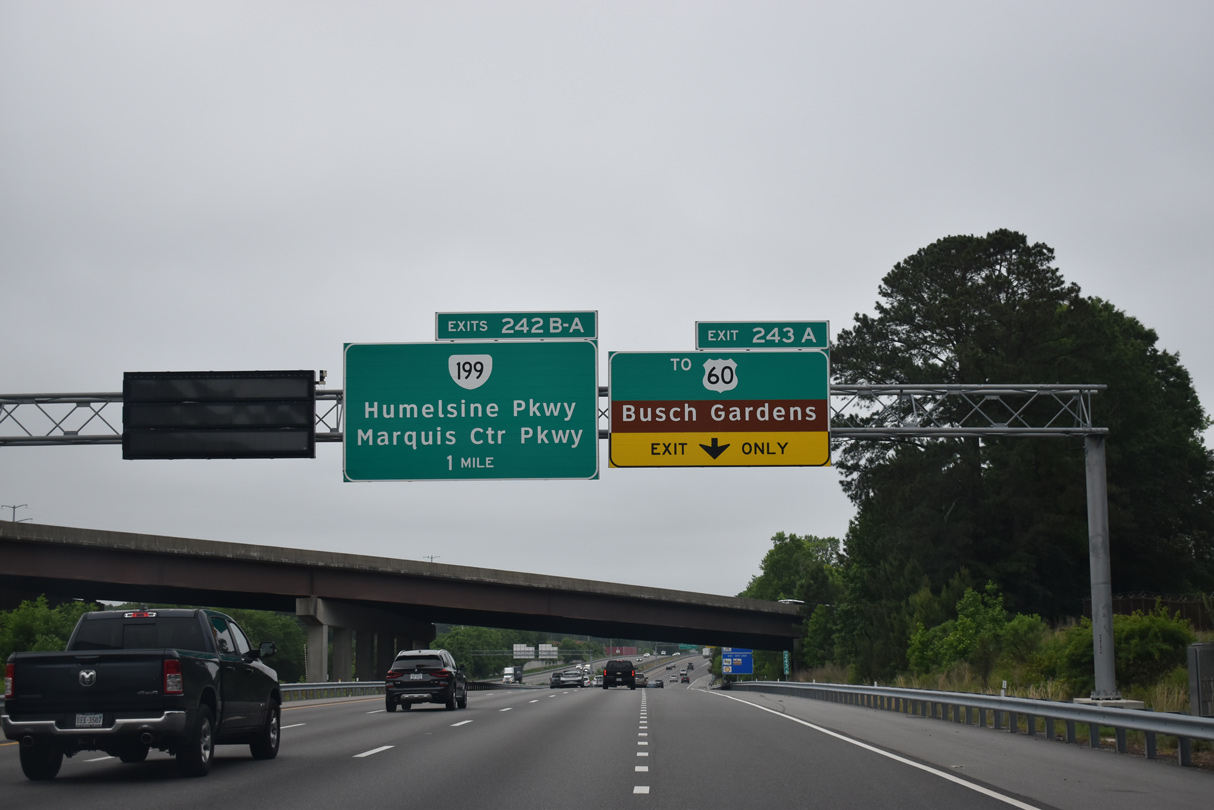 EXITS 242 B-A
199
Humelsine Pkwy
Marquis Ctr Pkwy
1 MILE
EXIT 243 A
TO 60
Busch Gardens
EXIT ONLY